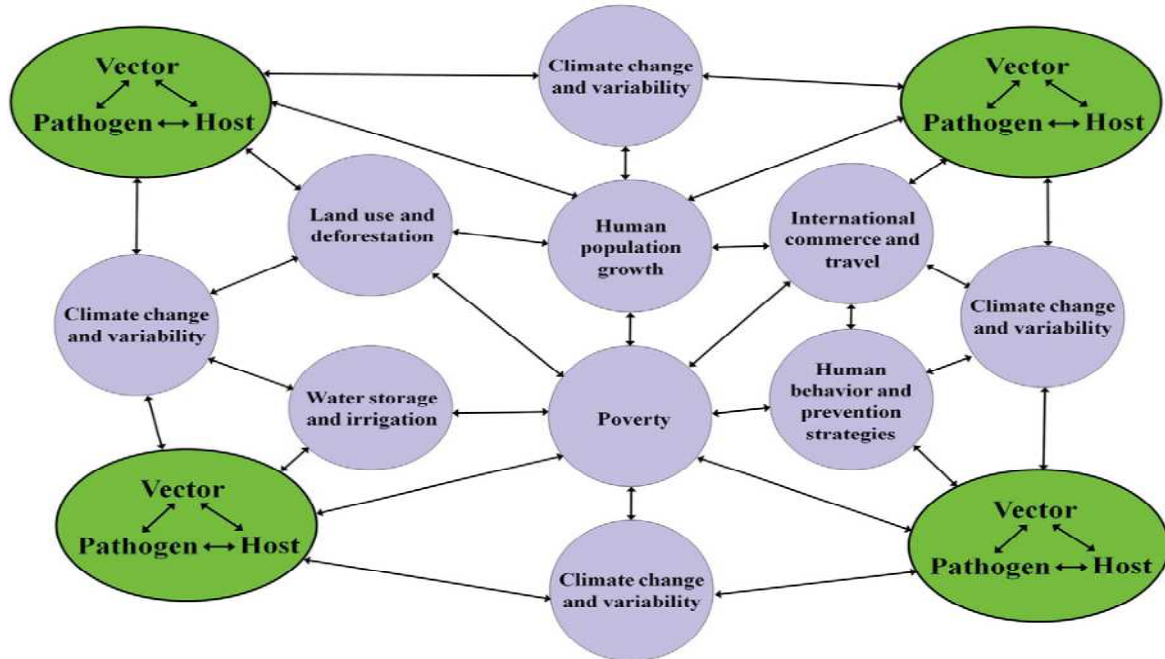 Vector
Pathogen Host
Climate change
and variability
Vector
Pathogen Host
Land use and
deforestation
Human
population
growth
International
commerce and
travel
Climate change
and variability
Climate change
and variability
Water storage
and irrigation
Poverty
Human
behavior and
prevention
strategies
Vector
Pathogen Host
Climate change
and variability
Vector
Pathogen Host